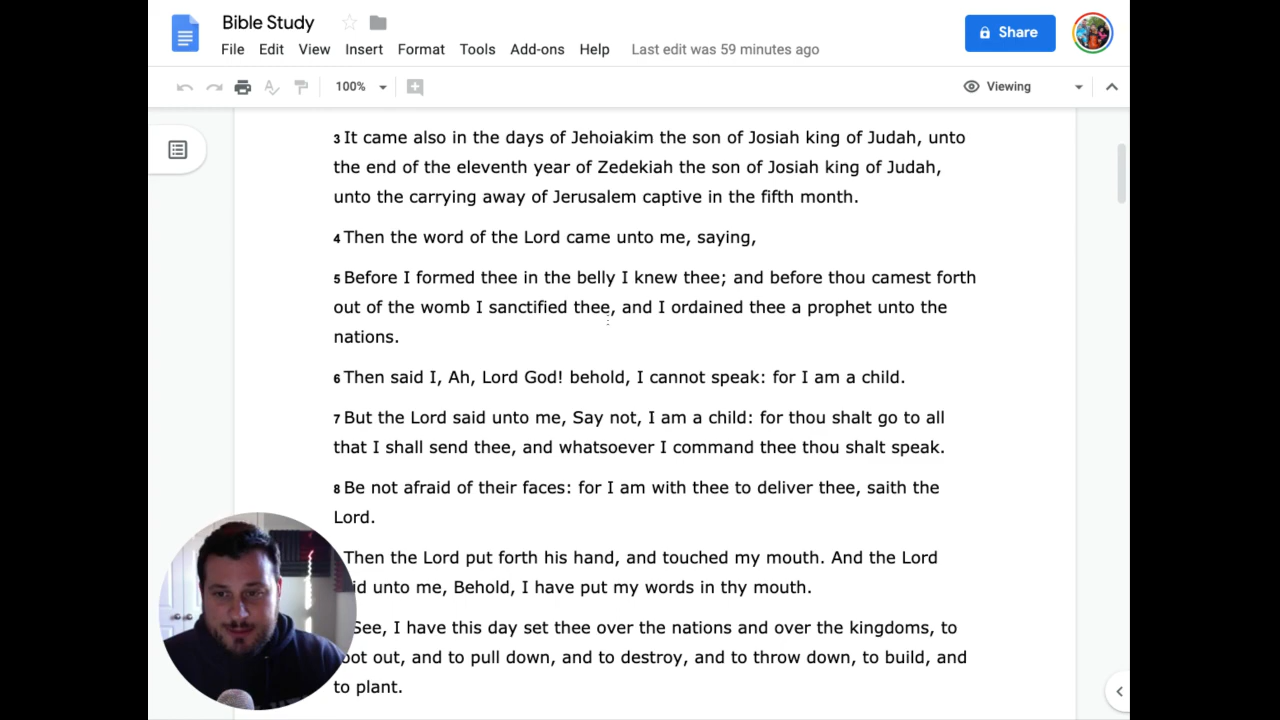 Bible Study
File Edit View Insert Format Tools Add-ons Help Last edit was 59 minutes ago
Share
100%
Viewing
3 It came also in the days of Jehoiakim the son of Josiah king of Judah, unto
the end of the eleventh year of Zedekiah the son of Josiah king of Judah,
unto the carrying away of Jerusalem captive in the fifth month.
4 Then the word of the Lord came unto me, saying,
5 Before I formed thee in the belly I knew thee; and before thou camest forth
out of the womb I sanctified thee, and I ordained thee a prophet unto the
nations.
6 Then said I, Ah, Lord God! behold, I cannot speak: for I am a child.
7 But the Lord said unto me, Say not, I am a child: for thou shalt go to all
that I shall send thee, and whatsoever I command thee thou shalt speak.
8 Be not afraid of their faces: for I am with thee to deliver thee, saith the
Lord.
Then the Lord put forth his hand, and touched my mouth. And the Lord
id unto me, Behold, I have put my words in thy mouth.
See, I have this day set thee over the nations and over the kingdoms, to
oot out, and to pull down, and to destroy, and to throw down, to build, and
to plant.